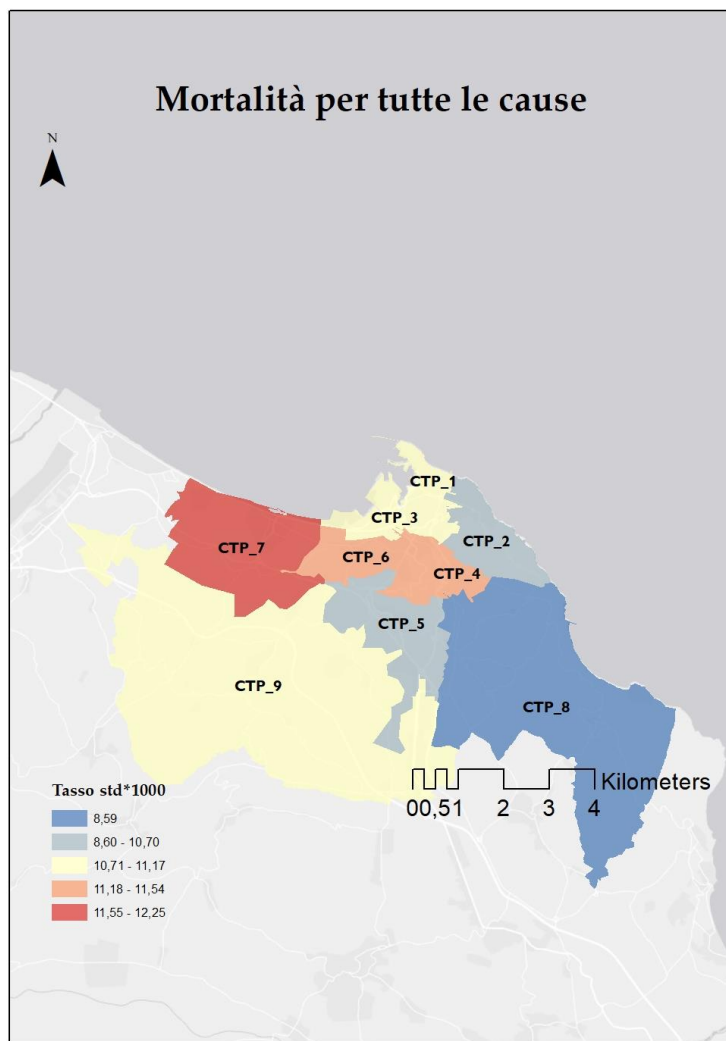 Mortalità per tutte le cause
N
CTP_1
CTP_3
CTP_2
CTP_7
CTP_6
CTP_4
CTP_5
CTP_9
CTP_8
Tasso std*1000
8,59
8,60 - 10,70
10,71 - 11,17
11,18 - 11,54
11,55 - 12,25
Kilometers
00,51 2 3 4